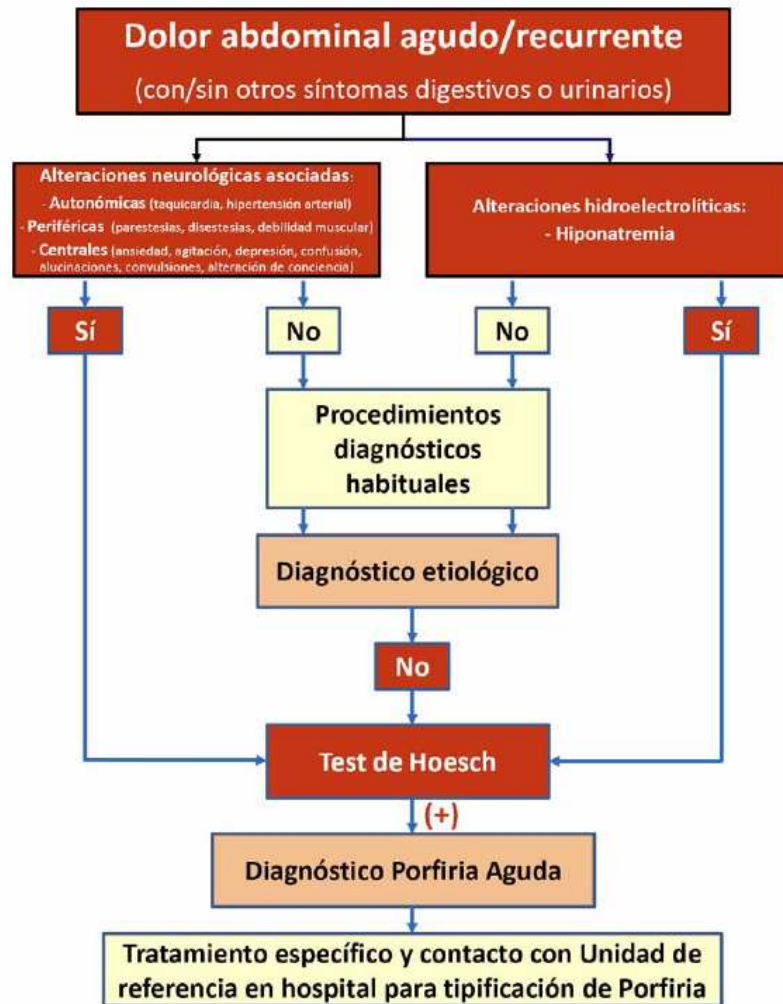 Dolor abdominal agudo/recurrente
(con/sin otros síntomas digestivos o urinarios)
Alteraciones neurológicas asociadas:
- Autonómicas (taquicardia, hipertensión arterial)
- Periféricas (parestesias, disestesias, debilidad muscular)
- Centrales (ansiedad, agitación, depresión, confusión,
alucinaciones, convulsiones, alteración de conciencia)
Alteraciones hidroelectrolíticas:
- Hiponatremia
Sí
No
No
Sí
Procedimientos
diagnósticos
habituales
Diagnóstico etiológico
No
Test de Hoesch
(+)
Diagnóstico Porfiria Aguda
Tratamiento específico y contacto con Unidad de
referencia en hospital para tipificación de Porfiria